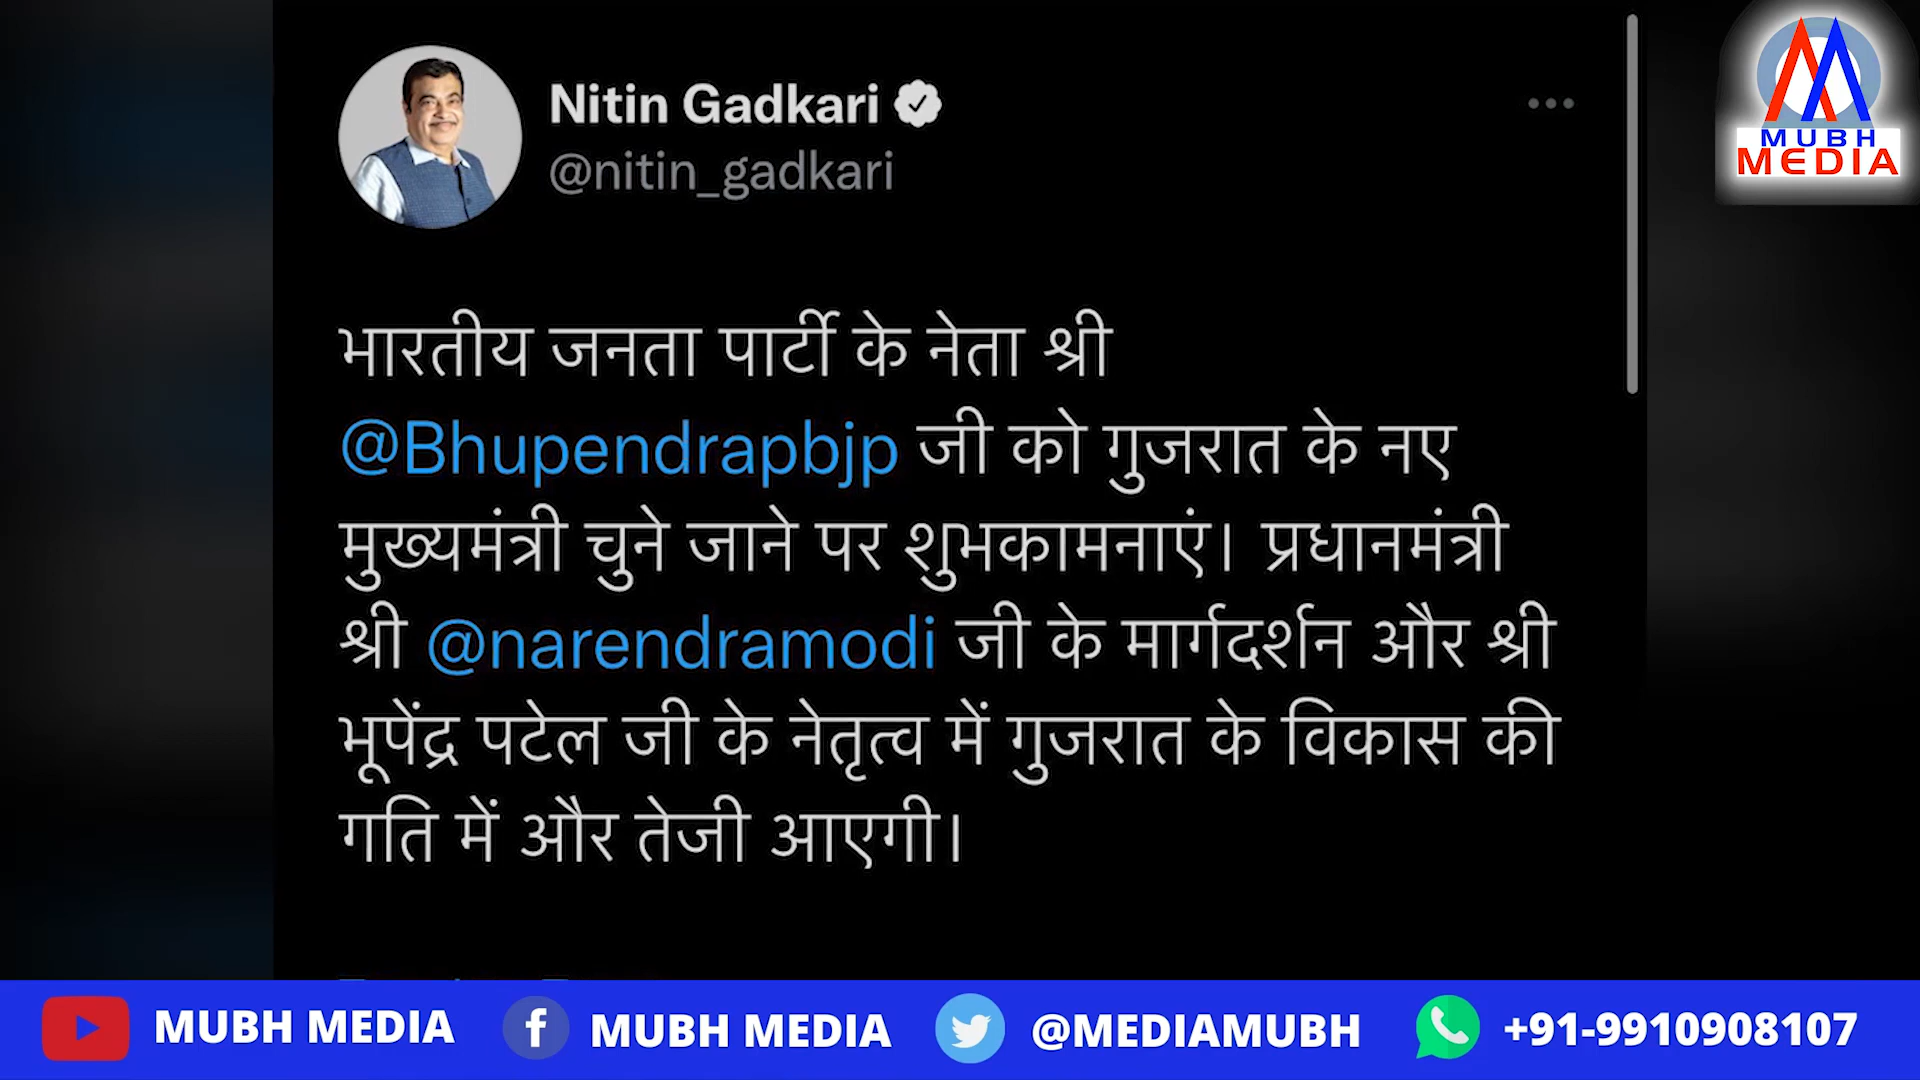 Nitin Gadkari
@nitin_gadkari
भारतीय जनता पार्टी के नेता श्री
@Bhupendrapbjp जी को गुजरात के नए
मुख्यमंत्री चुने जाने पर शुभकामनाएं। प्रधानमंत्री
श्री @narendramodi जी के मार्गदर्शन और श्री
भूपेंद्र पटेल जी के नेतृत्व में गुजरात के विकास की
गति में और तेजी आएगी।
MUBH
MEDIA
MUBH MEDIA
MUBH MEDIA
@MEDIAMUBH
+91-9910908107